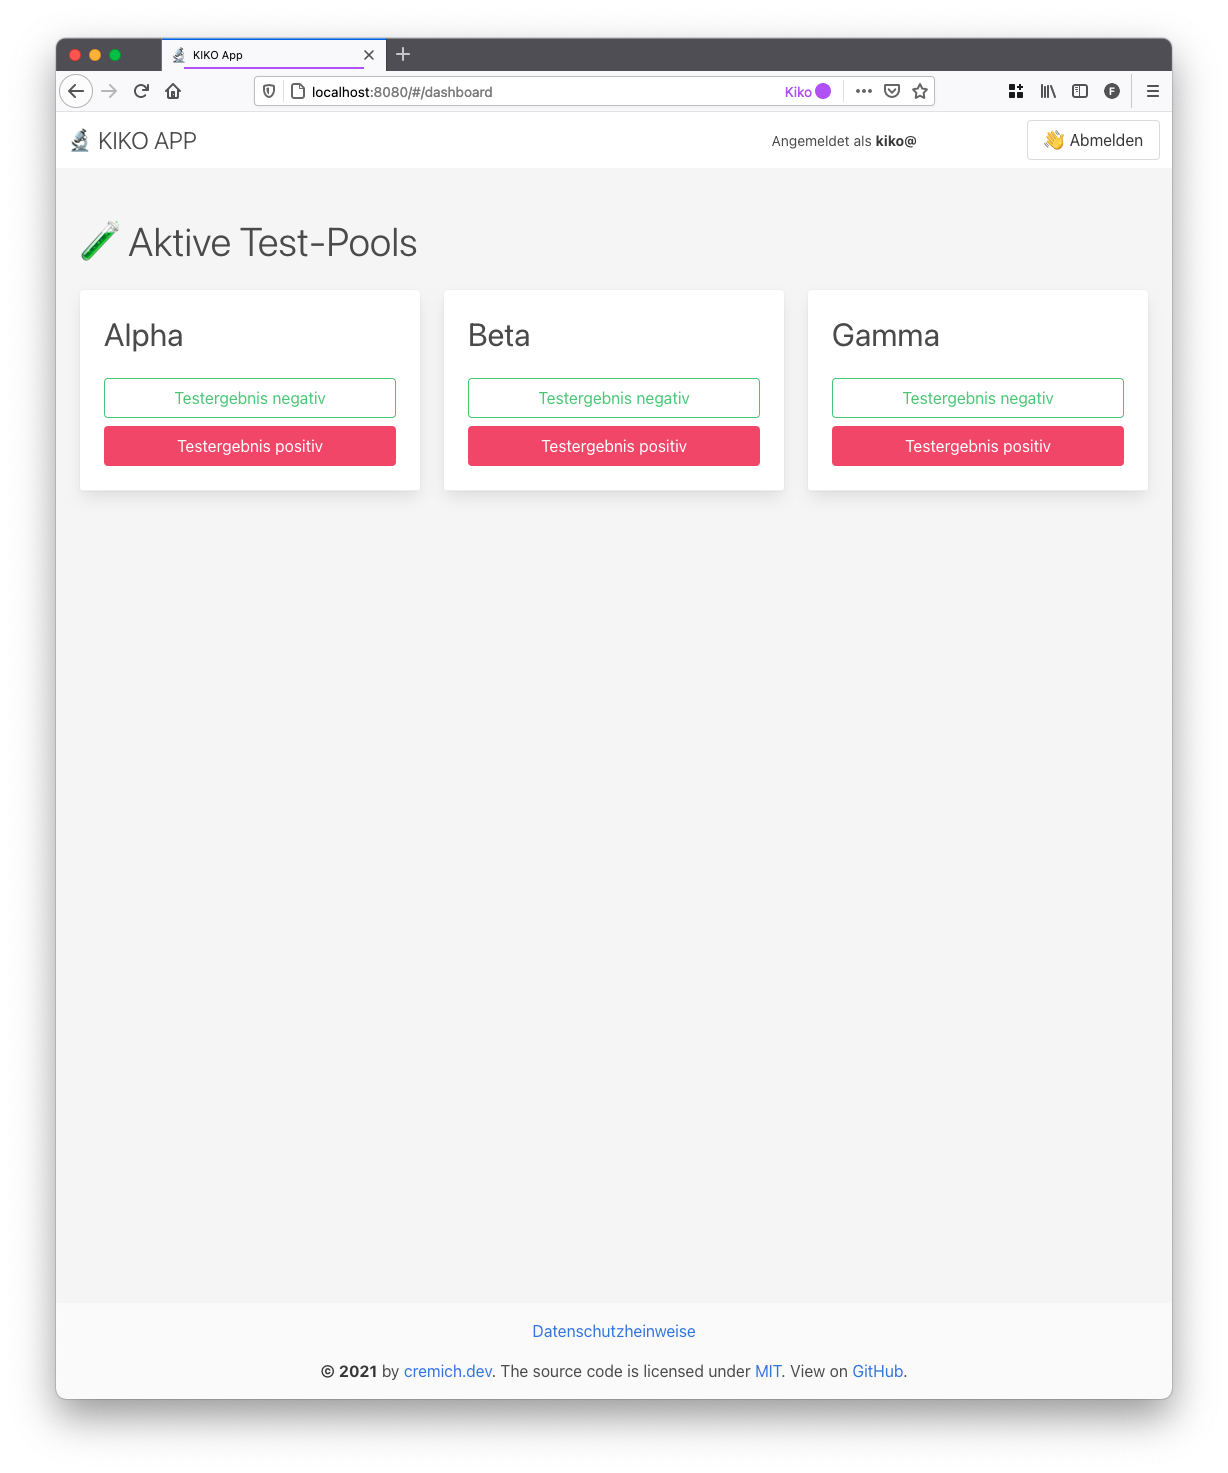 KIKO App
localhost:8080/#/dashboard
Kiko
F
KIKO APP
Angemeldet als kiko@
Abmelden
Aktive Test-Pools
Alpha
Testergebnis negativ
Testergebnis positiv
Beta
Testergebnis negativ
Testergebnis positiv
Gamma
Testergebnis negativ
Testergebnis positiv
Datenschutzheinweise
© 2021 by cremich.dev. The source code is licensed under MIT. View on GitHub.